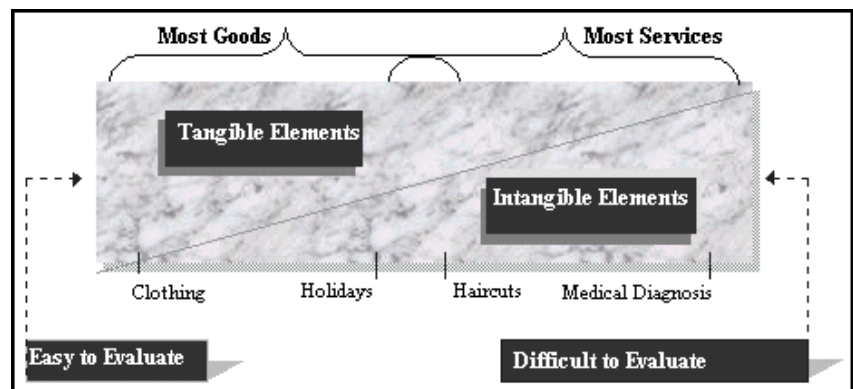 Most Goods
Most Services
Tangible Elements
Intangible Elements
Clothing
Holidays
Haircuts
Medical Diagnosis
Easy to Evaluate
Difficult to Evaluate